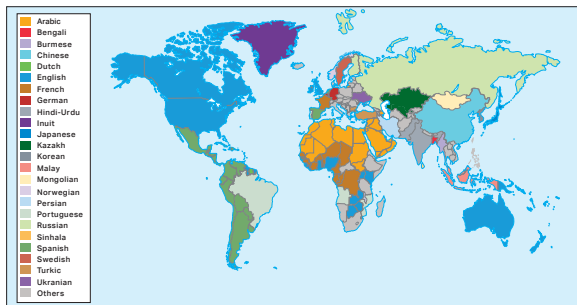 Arabic
Bengali
Burmese
Chinese
Dutch
English
French
German
Hindi-Urdu
Inuit
Japanese
Kazakh
Korean
Malay
Mongolian
Norwegian
Persian
Portuguese
Russian
Sinhala
Spanish
Swedish
Turkic
Ukranian
Others